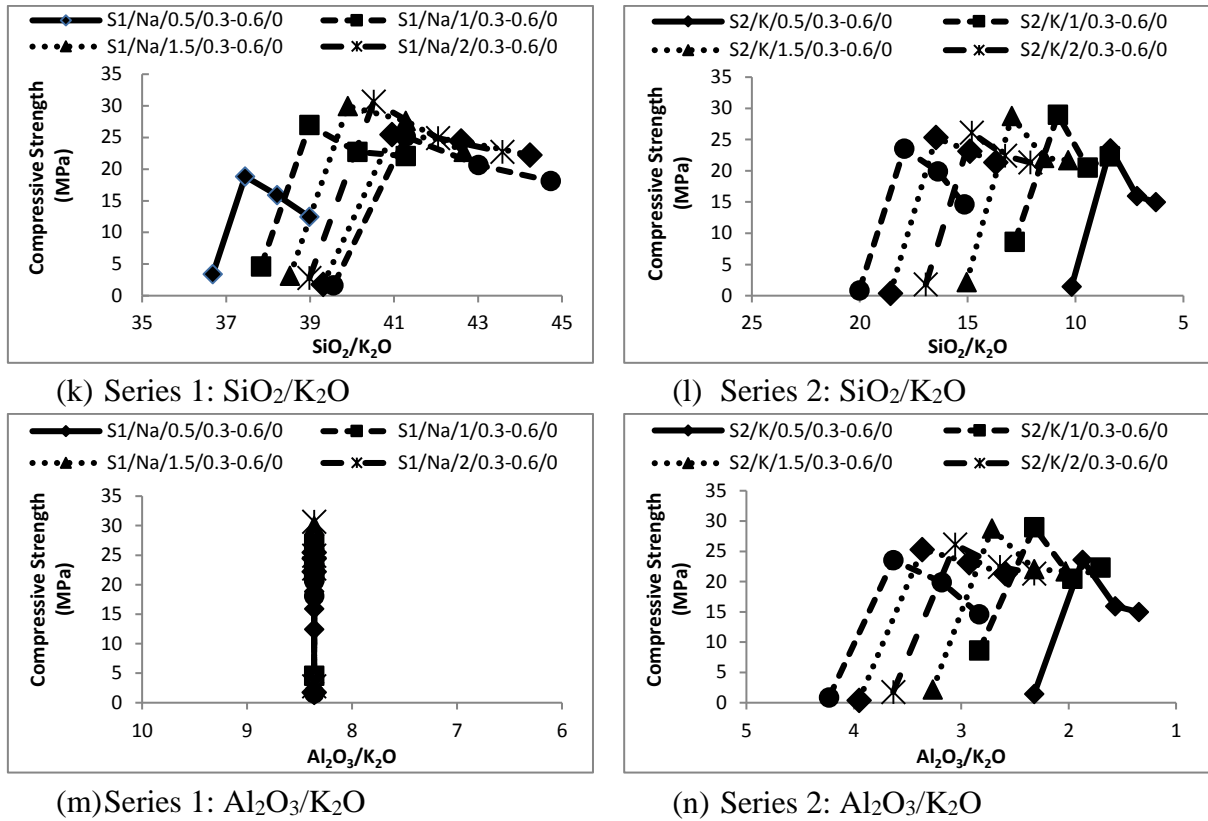 S1/Na/0.5/0.3-0.6/0 S1/Na/1/0.3-0.6/0
S1/Na/1.5/0.3-0.6/0 S1/Na/2/0.3-0.6/0
Compressive Strength
(MPa)
35
30
25
20
15
10
5
0
35 37 39 41 43 45
SiO₂/K₂O
(k) Series 1: SiO₂/K₂O
S2/K/0.5/0.3-0.6/0 S2/K/1/0.3-0.6/0
S2/K/1.5/0.3-0.6/0 S2/K/2/0.3-0.6/0
Compressive Strength
(MPa)
35
30
25
20
15
10
5
0
25 20 15 10 5
SiO₂/K₂O
(l) Series 2: SiO₂/K₂O
S1/Na/0.5/0.3-0.6/0 S1/Na/1/0.3-0.6/0
S1/Na/1.5/0.3-0.6/0 S1/Na/2/0.3-0.6/0
Compressive Strength
(MPa)
35
30
25
20
15
10
5
0
10 9 8 7 6
Al₂O₃/K₂O
(m)Series 1: Al₂O₃/K₂O
S2/K/0.5/0.3-0.6/0 S2/K/1/0.3-0.6/0
S2/K/1.5/0.3-0.6/0 S2/K/2/0.3-0.6/0
Compressive Strength
(MPa)
35
30
25
20
15
10
5
0
5 4 3 2 1
Al₂O₃/K₂O
(n) Series 2: Al₂O₃/K₂O